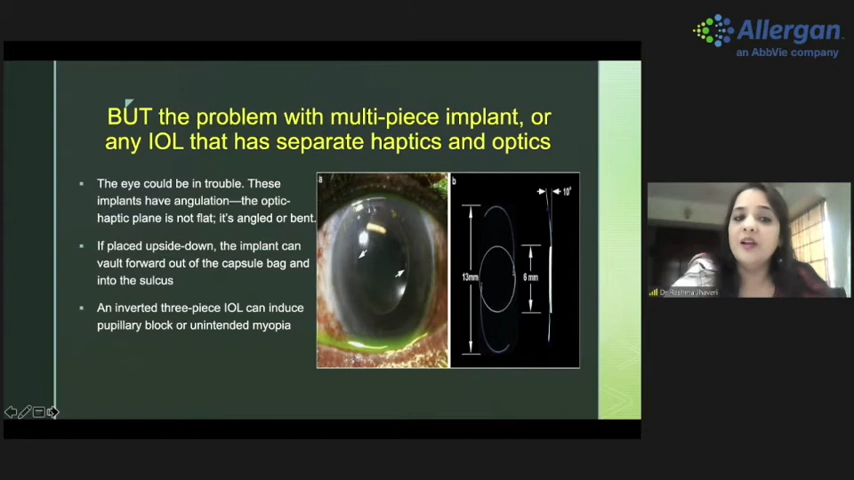 Allergan
an AbbVie company
BUT the problem with multi-piece implant, or
any IOL that has separate haptics and optics
The eye could be in trouble. These
implants have angulation—the optic-
haptic plane is not flat; it's angled or bent.
If placed upside-down, the implant can
vault forward out of the capsule bag and
into the sulcus
An inverted three-piece IOL can induce
pupillary block or unintended myopia
a
b
10°
13mm
6 mm
Dr Reshma Jhaveri